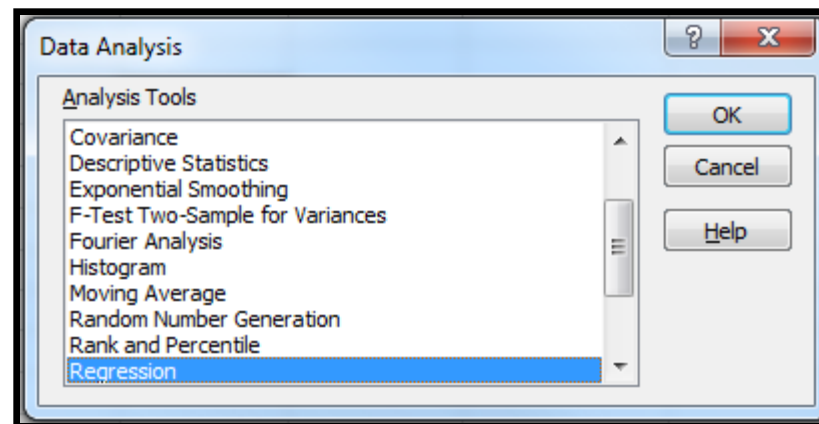 Data Analysis
?
Analysis Tools
Covariance
Descriptive Statistics
Exponential Smoothing
F-Test Two-Sample for Variances
Fourier Analysis
Histogram
Moving Average
Random Number Generation
Rank and Percentile
Regression
OK
Cancel
Help